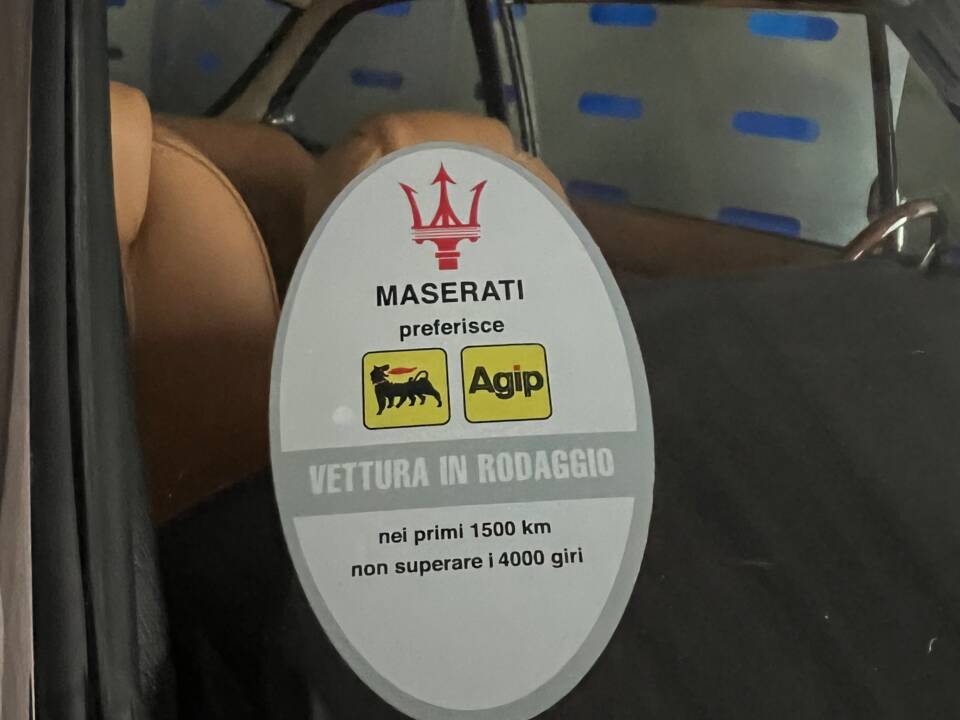 MASERATI
preferisce
Agip
VETTURA IN RODAGGIO
nei primi 1500 km
non superare i 4000 giri